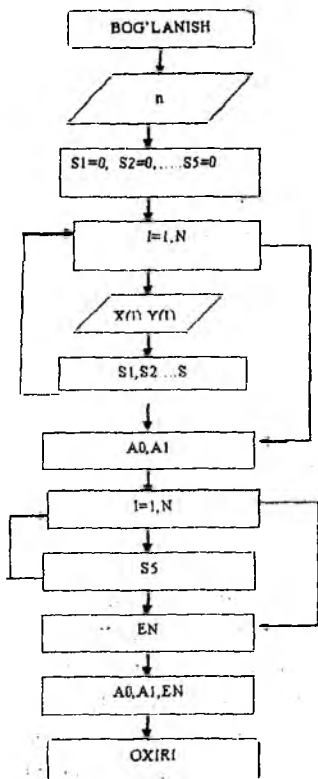 BOG'LANISH
n
S1=0, S2=0,....S5=0
I=1,N
X(I),Y(I)
S1,S2...S
A0,A1
I=1,N
S5
EN
A0,A1,EN
OXIRI